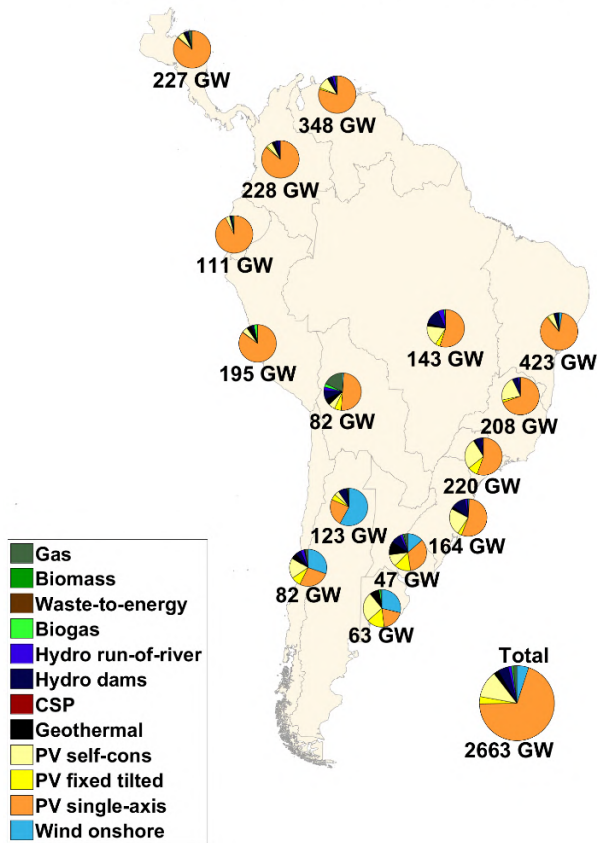 227 GW
348 GW
228 GW
111 GW
195 GW
143 GW
423 GW
82 GW
208 GW
220 GW
123 GW
164 GW
82 GW
47 GW
63 GW
Gas
Biomass
Waste-to-energy
Biogas
Hydro run-of-river
Hydro dams
CSP
Geothermal
PV self-cons
PV fixed tilted
PV single-axis
Wind onshore
Total
2663 GW